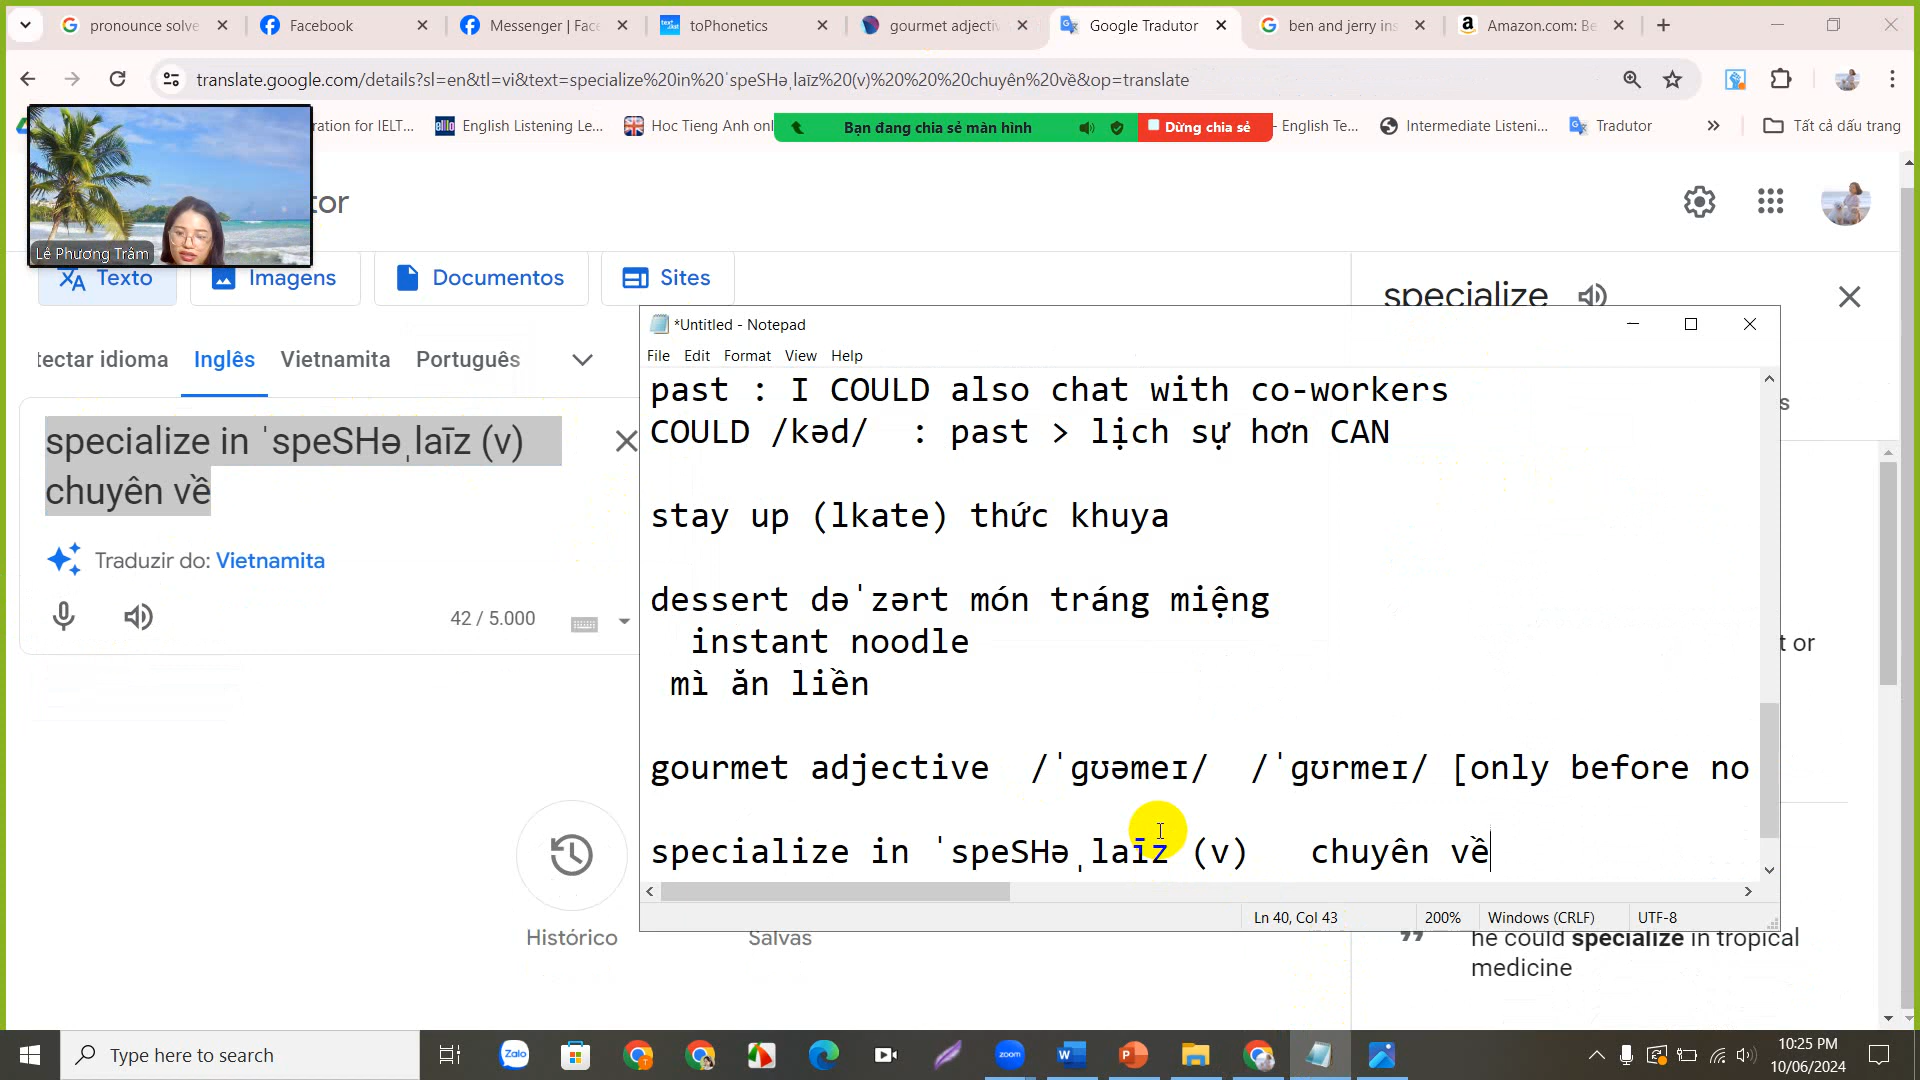 pronounce solve
Facebook
Messenger | Face
toPhonetics
gourmet adjectiv
Google Tradutor
ben and jerry ins
Amazon.com: Be
translate.google.com/details?sl=en&tl=vi&text=specialize%20in%20ˈspeSHəˌlaīz%20(v)%20%20%20chuyên%20về&op=translate
ration for IELT...
English Listening Le...
Hoc Tieng Anh onl
Bạn đang chia sẻ màn hình
Dừng chia sẻ
English Te...
Intermediate Listeni...
Tradutor
Tất cả dấu trang
Lê Phương Trâm
tor
Texto
Imagens
Documentos
Sites
specialize
tectar idioma
Inglês
Vietnamita
Português
specialize in ˈspeSHəˌlaīz (v)
chuyên về
Traduzir do: Vietnamita
42 / 5.000
Histórico
Salvas
*Untitled - Notepad
File Edit Format View Help
past : I COULD also chat with co-workers
COULD /kəd/  : past > lịch sự hơn CAN
stay up (lkate) thức khuya
dessert dəˈzərt món tráng miệng
instant noodle
mì ăn liền
gourmet adjective  /ˈɡʊəmeɪ/  /ˈɡʊrmeɪ/ [only before no
specialize in ˈspeSHəˌlaīz (v)   chuyên về
Ln 40, Col 43
200%
Windows (CRLF)
UTF-8
s
t or
he could specialize in tropical
medicine
Type here to search
Zalo
zoom
10:25 PM
10/06/2024